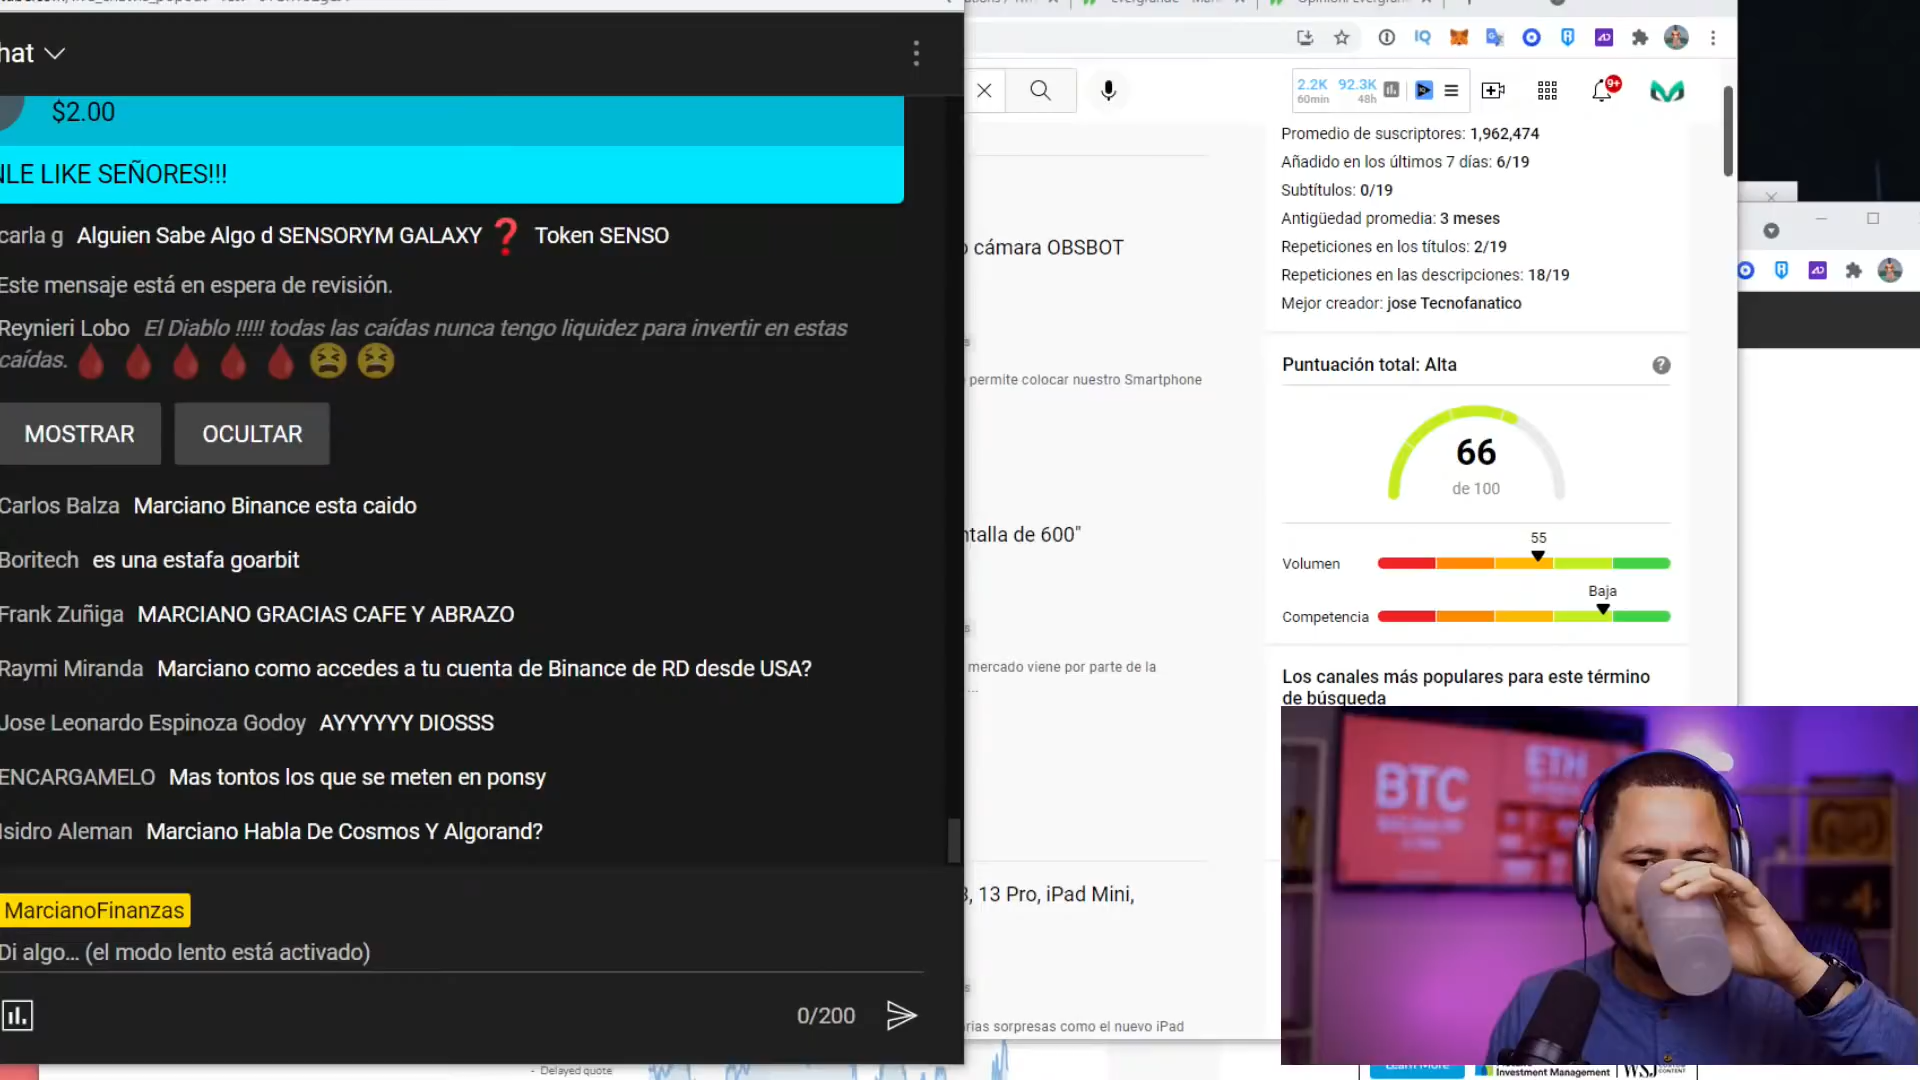 hat
$2.00
NLE LIKE SEÑORES!!!
carla g Alguien Sabe Algo d SENSORYM GALAXY ❓ Token SENSO
Este mensaje está en espera de revisión.
Reynieri Lobo El Diablo !!!!! todas las caídas nunca tengo liquidez para invertir en estas
caídas. 🩸🩸🩸🩸🩸😫😫
MOSTRAR OCULTAR
Carlos Balza Marciano Binance esta caido
Boritech es una estafa goarbit
Frank Zuñiga MARCIANO GRACIAS CAFE Y ABRAZO
Raymi Miranda Marciano como accedes a tu cuenta de Binance de RD desde USA?
Jose Leonardo Espinoza Godoy AYYYYYY DIOSSS
ENCARGAMELO Mas tontos los que se meten en ponsy
Isidro Aleman Marciano Habla De Cosmos Y Algorand?
MarcianoFinanzas
Di algo... (el modo lento está activado)
0/200
- Delayed quote
IQ
2.2K 92.3K
60min 48h
9+
o cámara OBSBOT
permite colocar nuestro Smartphone
ntalla de 600"
mercado viene por parte de la
...
3, 13 Pro, iPad Mini,
arias sorpresas como el nuevo iPad
Promedio de suscriptores: 1,962,474
Añadido en los últimos 7 días: 6/19
Subtítulos: 0/19
Antigüedad promedia: 3 meses
Repeticiones en los títulos: 2/19
Repeticiones en las descripciones: 18/19
Mejor creador: jose Tecnofanatico
Puntuación total: Alta
66
de 100
55
Volumen
Baja
Competencia
Los canales más populares para este término
de búsqueda
BTC
ETH
Learn More
Investment Management
WSJ